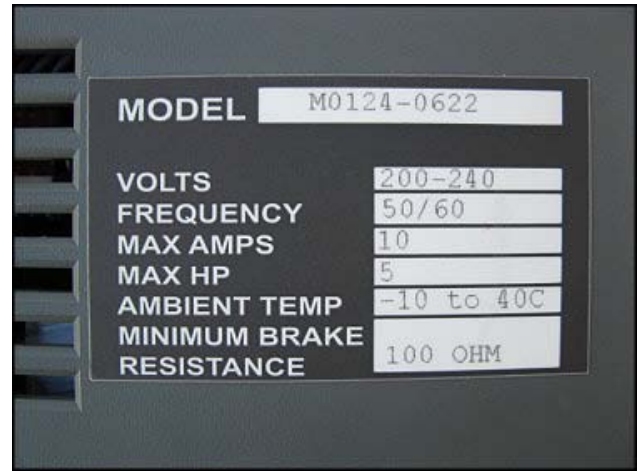 MODEL M0124-0622
VOLTS 200-240
FREQUENCY 50/60
MAX AMPS 10
MAX HP 5
AMBIENT TEMP -10 to 40C
MINIMUM BRAKE
RESISTANCE 100 OHM